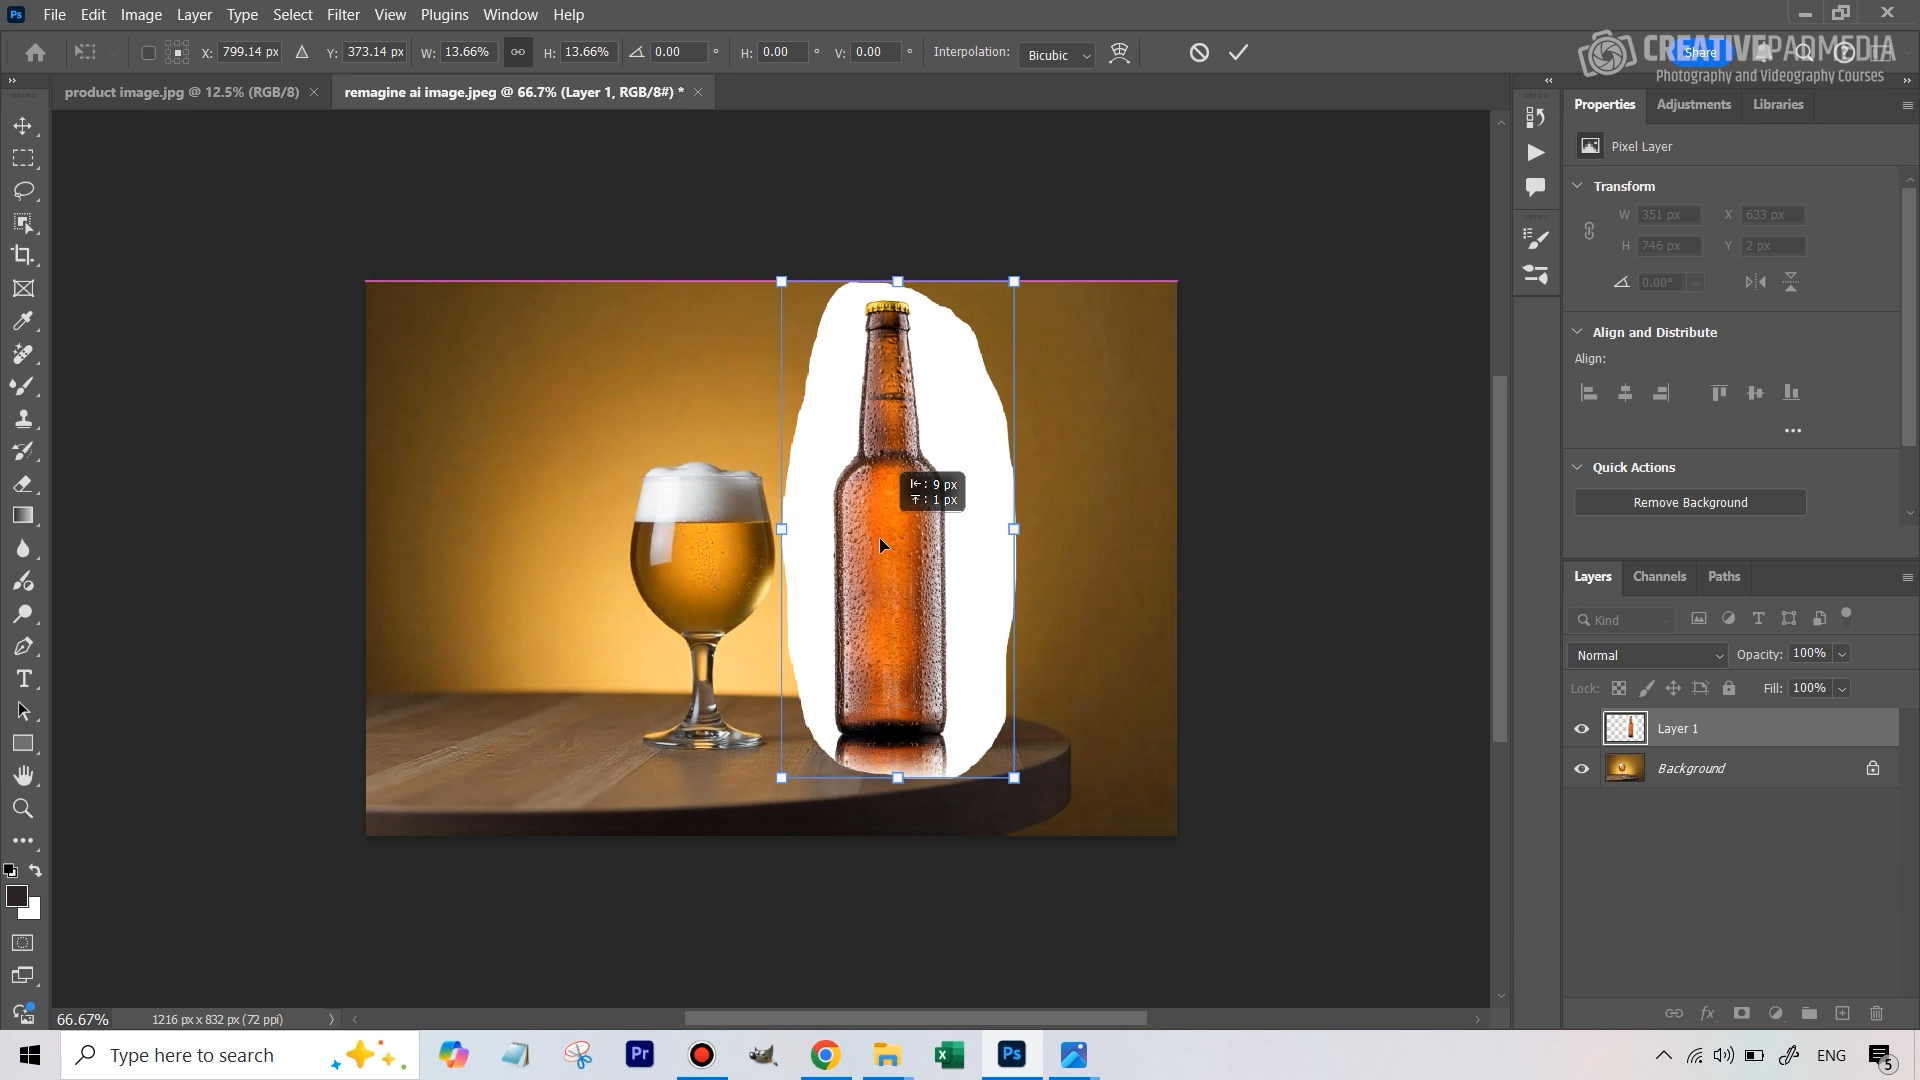 File Edit Image Layer Type Select Filter View Plugins Window Help
X: 799.14 px Y: 373.14 px W: 13.66% H: 13.66% 0.00 ° H: 0.00 ° V: 0.00 ° Interpolation: Bicubic
Share
CREATIVEPADMEDIA
Photography and Videography Courses
product image.jpg @ 12.5% (RGB/8) remagine ai image.jpeg @ 66.7% (Layer 1, RGB/8#) *
Properties Adjustments Libraries
Pixel Layer
Transform
W 351 px X 633 px
H 746 px Y 2 px
0.00°
Align and Distribute
Align:
: 9 px
: 1 px
Quick Actions
Remove Background
Layers Channels Paths
Kind
Normal Opacity: 100%
Lock: Fill: 100%
Layer 1
Background
66.67% 1216 px x 832 px (72 ppi)
Type here to search
Pr
Ps
ENG
5